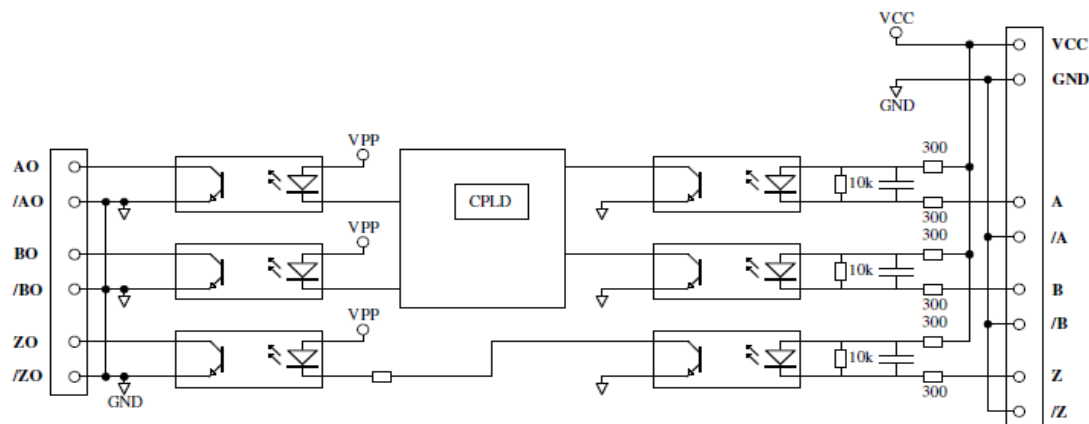 VCC
VCC
GND
GND
VPP
300
AO
10k
/AO
CPLD
A
300
VPP
300
/A
BO
10k
/BO
B
300
VPP
300
/B
ZO
10k
/ZO
Z
GND
300
/Z